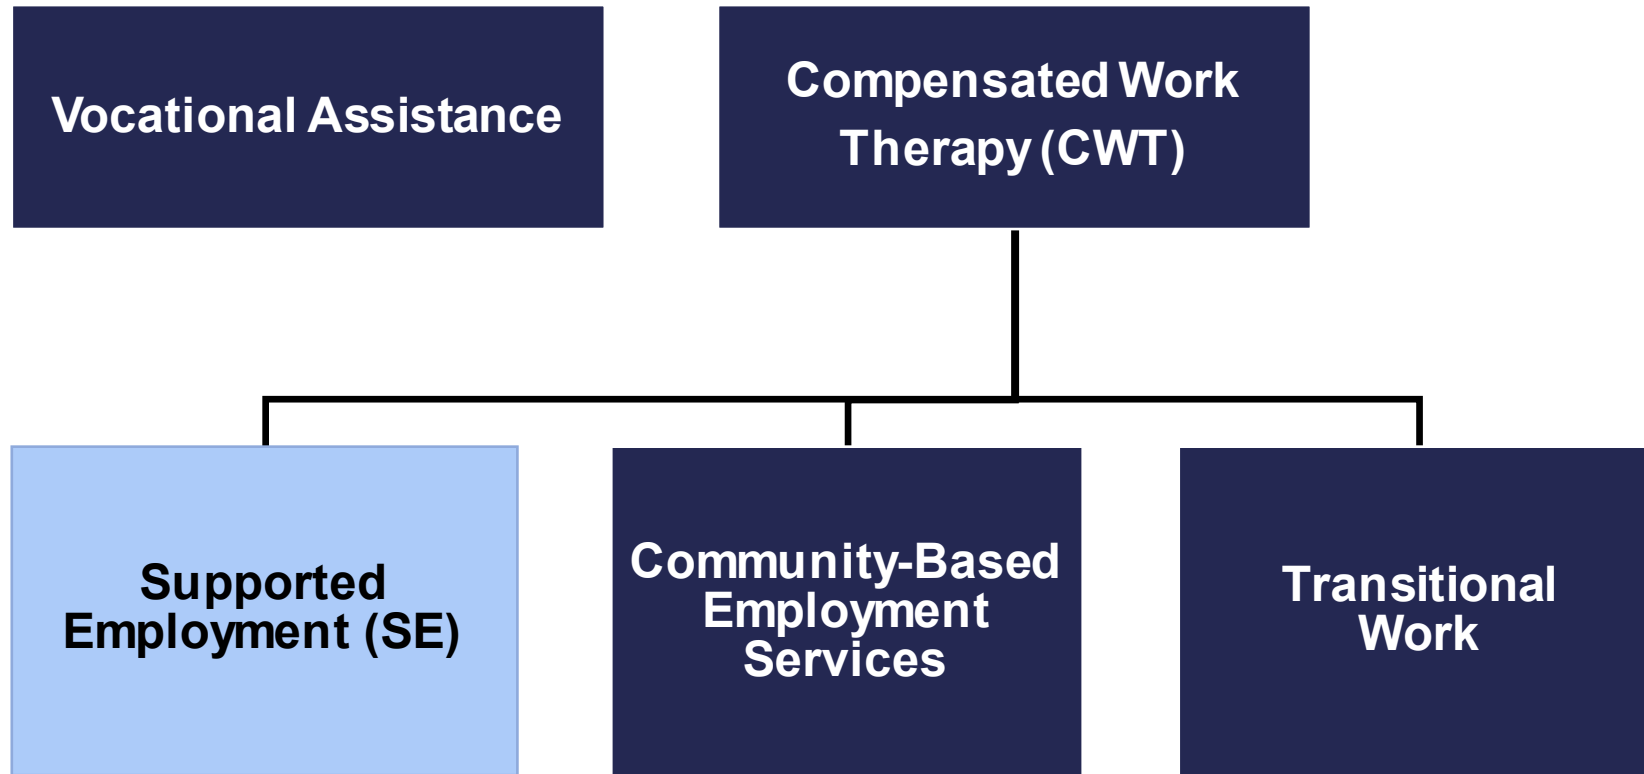 Vocational Assistance
Compensated Work
Therapy (CWT)
Supported
Employment (SE)
Community-Based
Employment
Services
Transitional
Work